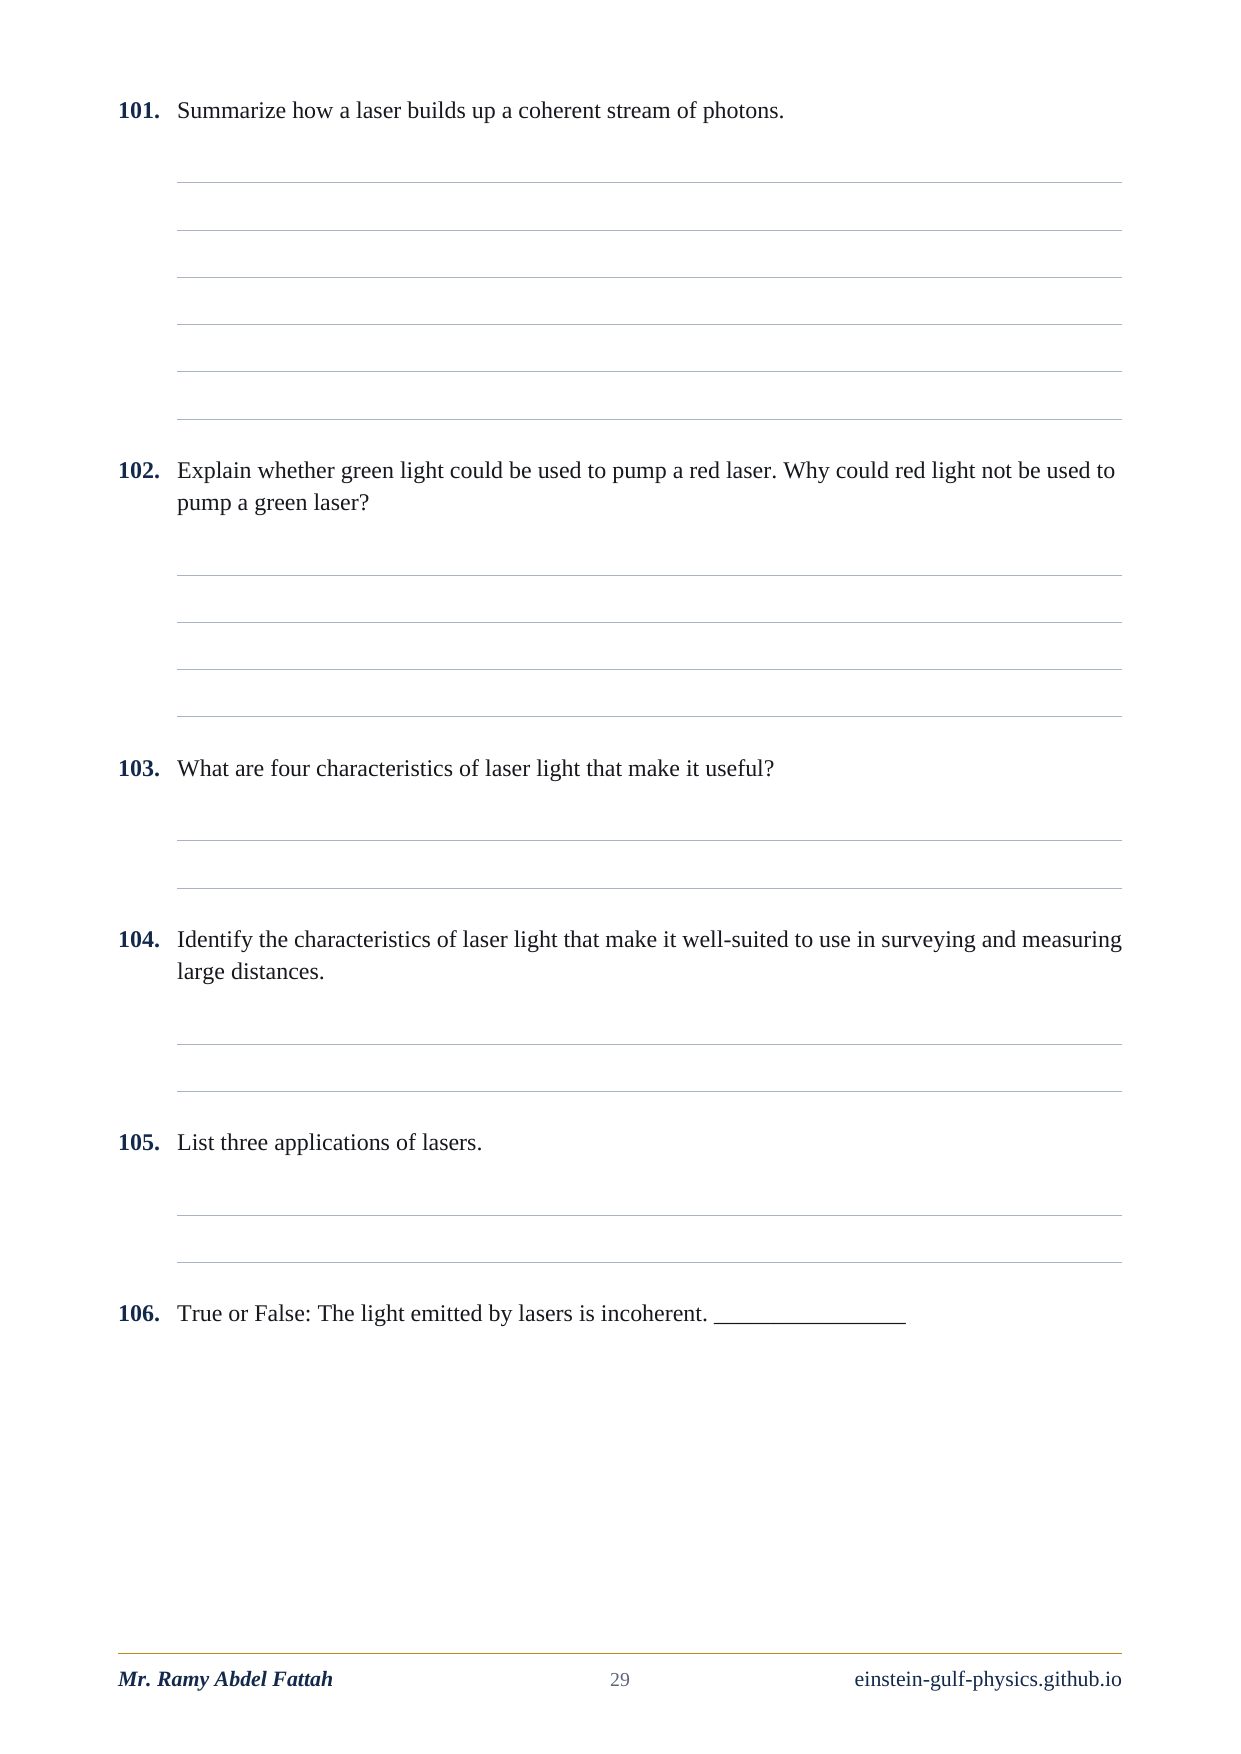 101. Summarize how a laser builds up a coherent stream of photons.
102. Explain whether green light could be used to pump a red laser. Why could red light not be used to
pump a green laser?
103. What are four characteristics of laser light that make it useful?
104. Identify the characteristics of laser light that make it well-suited to use in surveying and measuring
large distances.
105. List three applications of lasers.
106. True or False: The light emitted by lasers is incoherent. ________________
Mr. Ramy Abdel Fattah 29 einstein-gulf-physics.github.io